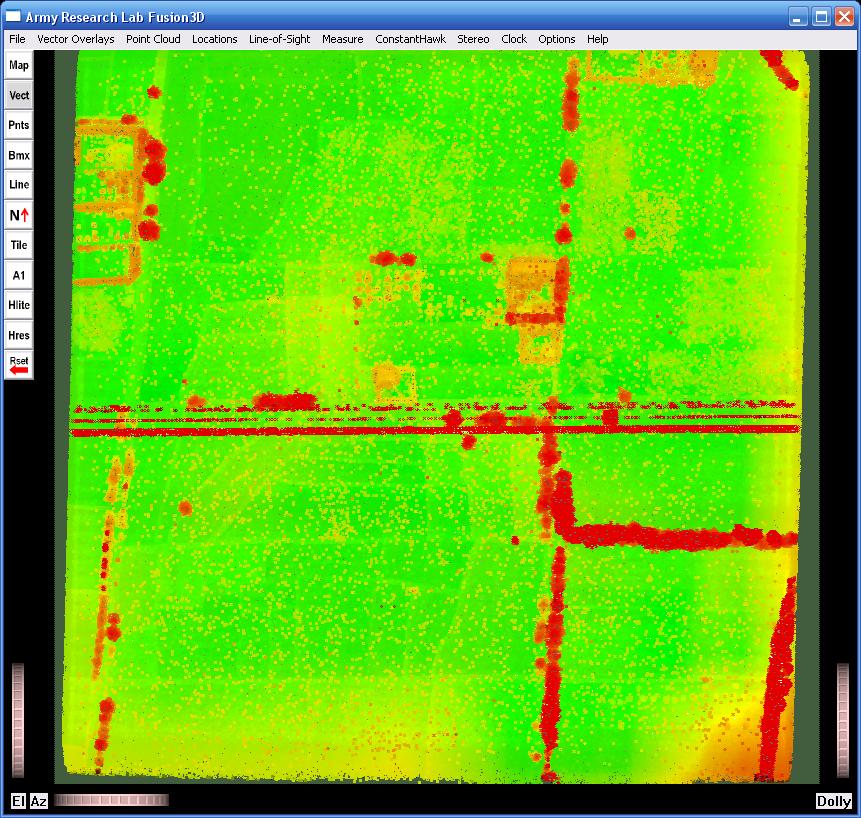 Army Research Lab Fusion3D
File Vector Overlays Point Cloud Locations Line-of-Sight Measure ConstantHawk Stereo Clock Options Help
Map
Vect
Pnts
Bmx
Line
N
Tile
A1
Hlite
Hres
Rset
El Az Dolly